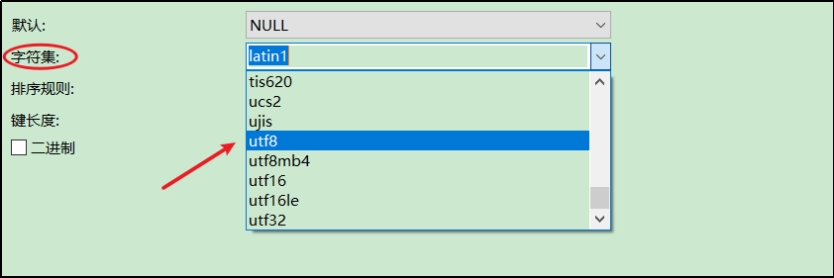 默认: NULL
字符集: latin1
排序规则:
键长度:
二进制
tis620
ucs2
ujis
utf8
utf8mb4
utf16
utf16le
utf32